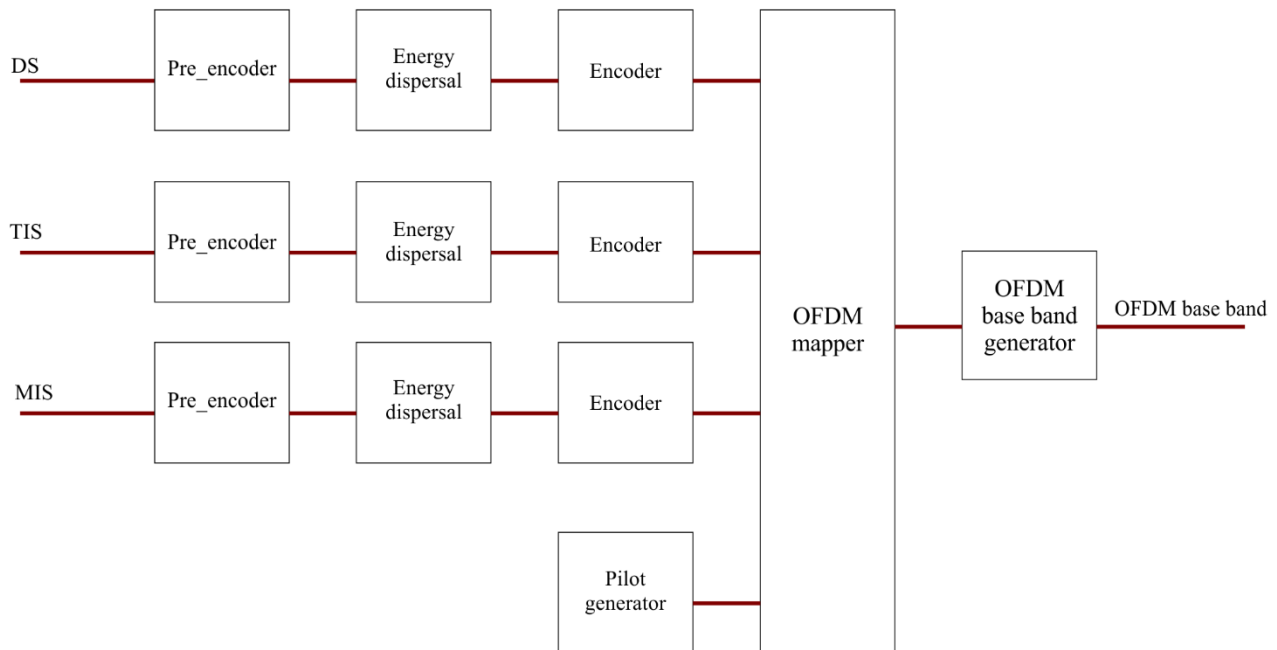 DS
Pre_encoder
Energy
dispersal
Encoder
TIS
Pre_encoder
Energy
dispersal
Encoder
MIS
Pre_encoder
Energy
dispersal
Encoder
Pilot
generator
OFDM
mapper
OFDM
base band
generator
OFDM base band